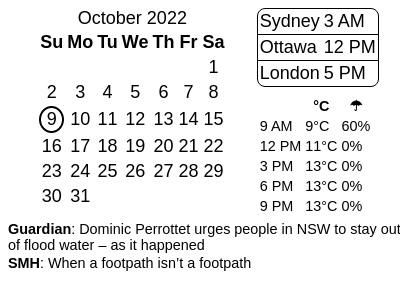 October 2022
Su Mo Tu We Th Fr Sa
1
2 3 4 5 6 7 8
9 10 11 12 13 14 15
16 17 18 19 20 21 22
23 24 25 26 27 28 29
30 31
Sydney 3 AM
Ottawa 12 PM
London 5 PM
°C ☂
9 AM 9°C 60%
12 PM 11°C 0%
3 PM 13°C 0%
6 PM 13°C 0%
9 PM 13°C 0%
Guardian: Dominic Perrottet urges people in NSW to stay out
of flood water – as it happened
SMH: When a footpath isn’t a footpath